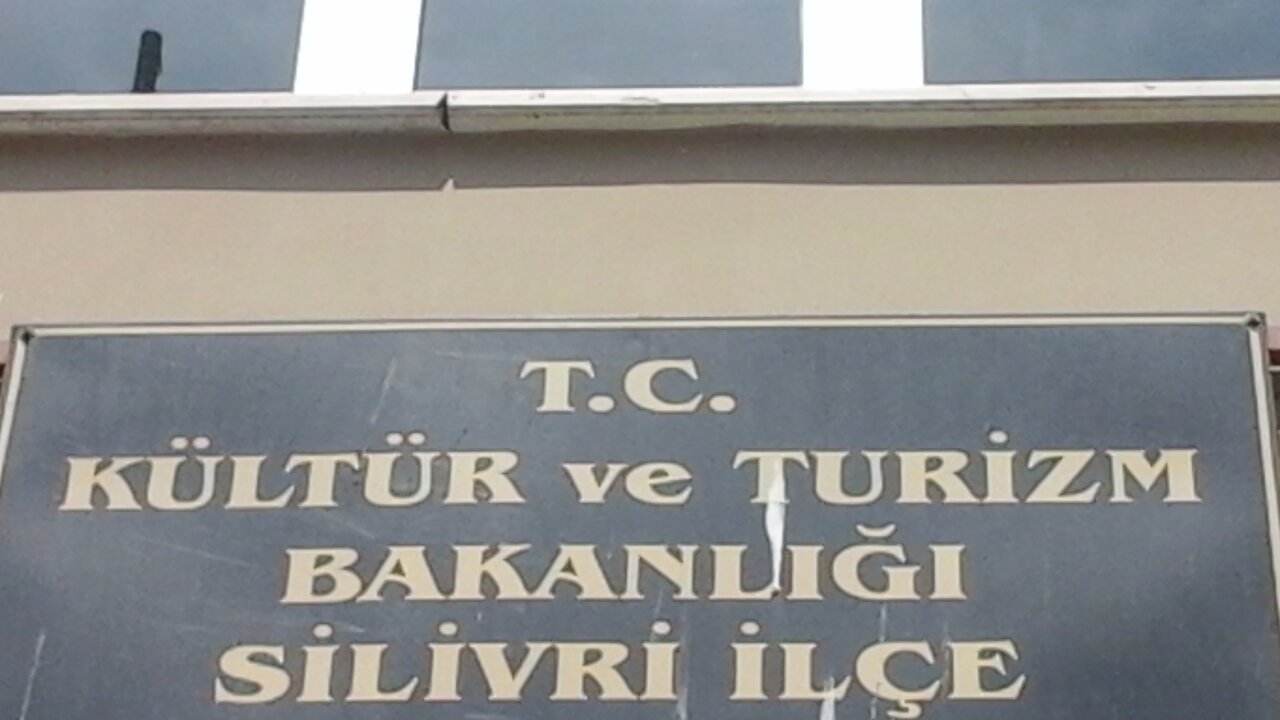 T.C.
KÜLTÜR ve TURİZM
BAKANLIĞI
SİLİVRİ İLÇE